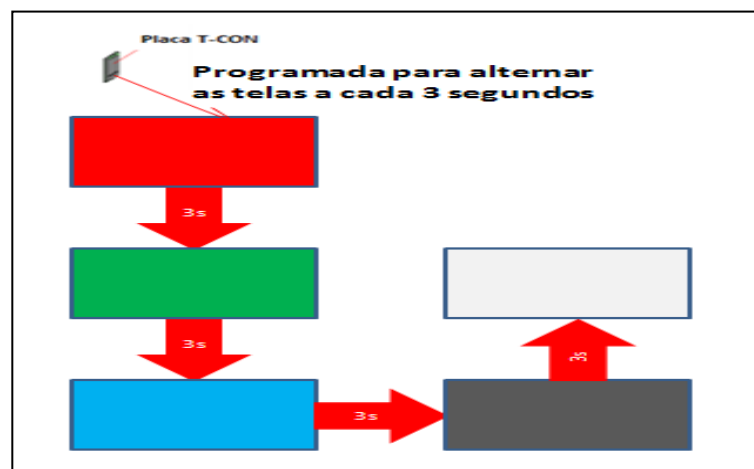 Placa T-CON
Programada para alternar
as telas a cada 3 segundos
3s
3s
3s
3s